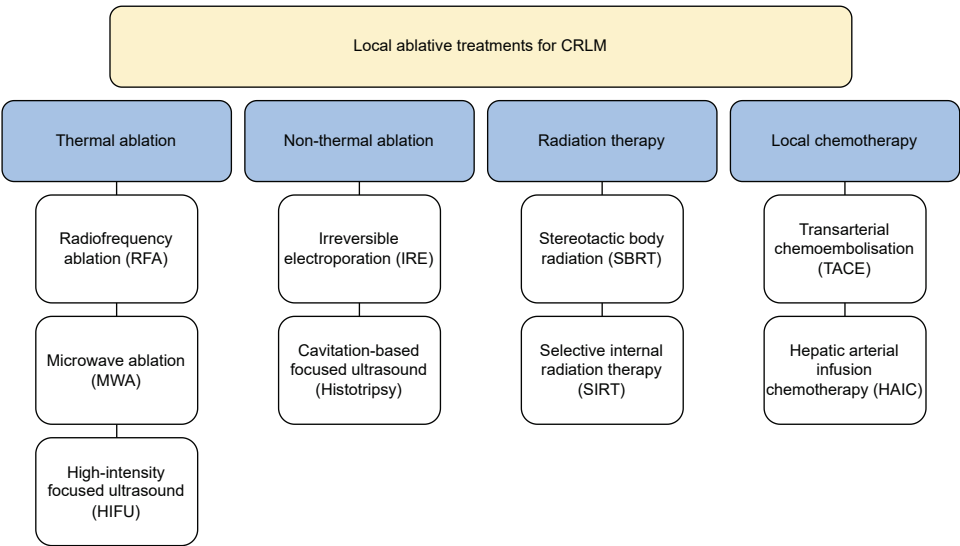 Local ablative treatments for CRLM
Thermal ablation
Non-thermal ablation
Radiation therapy
Local chemotherapy
Radiofrequency
ablation (RFA)
Irreversible
electroporation (IRE)
Stereotactic body
radiation (SBRT)
Transarterial
chemoembolisation
(TACE)
Microwave ablation
(MWA)
Cavitation-based
focused ultrasound
(Histotripsy)
Selective internal
radiation therapy
(SIRT)
Hepatic arterial
infusion
chemotherapy (HAIC)
High-intensity
focused ultrasound
(HIFU)